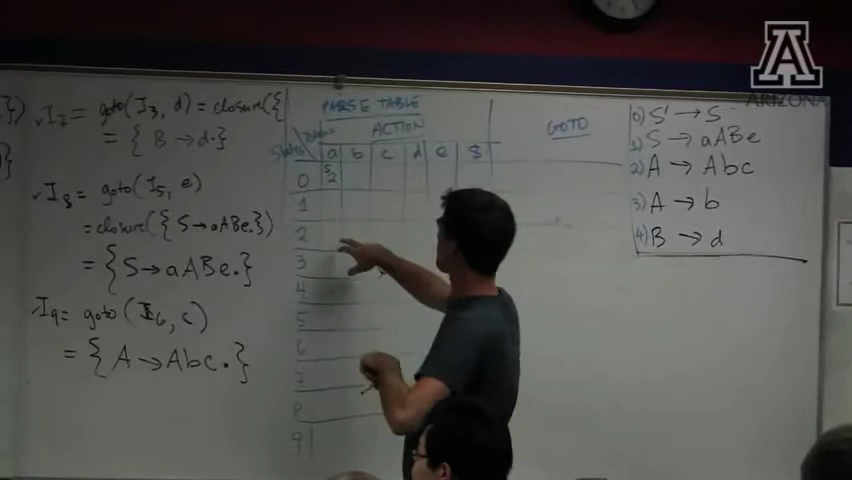 I7 = goto(I3, d) = closure({
= { B → d. }
I8 = goto(I5, e)
= closure({ S → aABe. })
= { S → aABe. }
I9 = goto(I6, c)
= { A → Abc. }
PARSE TABLE
ACTION
GOTO
a b c d e $
0 S2
1
2
3
4
5
6
7
8
9
0) S' → S
1) S → aABe
2) A → Abc
3) A → b
4) B → d
A
ARIZONA